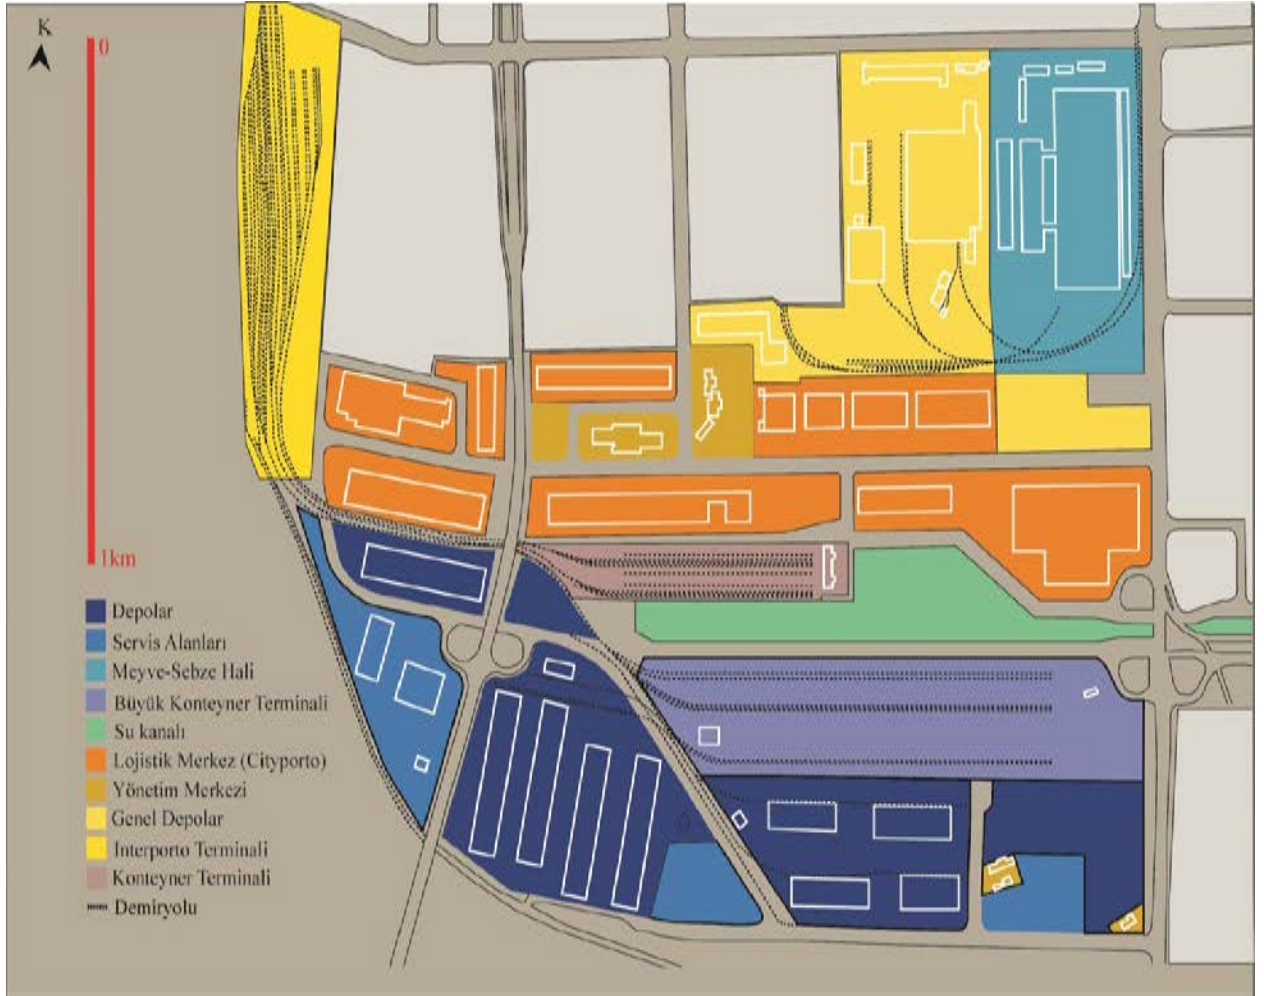 K
0
1km
Depolar
Servis Alanları
Meyve-Sebze Hali
Büyük Konteyner Terminali
Su kanalı
Lojistik Merkez (Cityporto)
Yönetim Merkezi
Genel Depolar
Interporto Terminali
Konteyner Terminali
Demiryolu